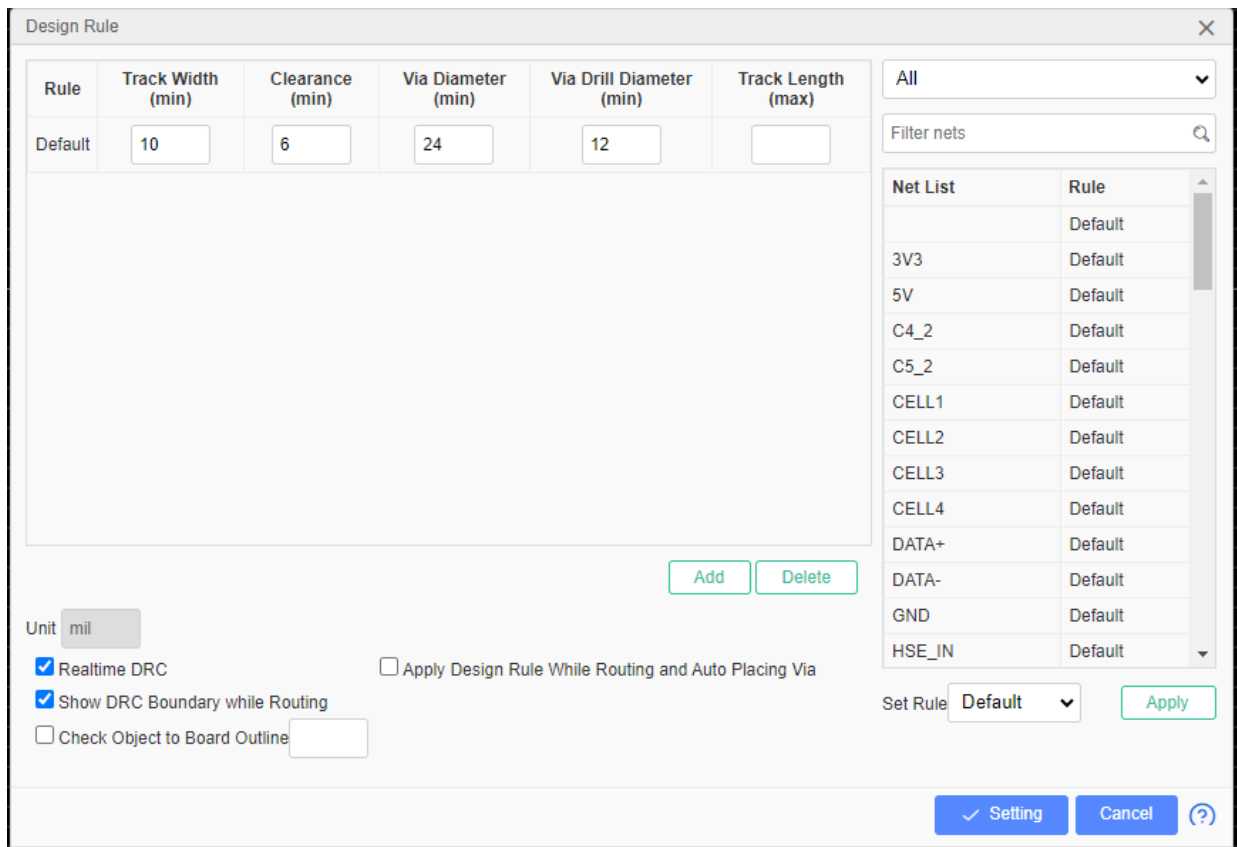 Design Rule
Rule Track Width (min) Clearance (min) Via Diameter (min) Via Drill Diameter (min) Track Length (max)
Default 10 6 24 12
All
Filter nets
Net List Rule
Default
3V3 Default
5V Default
C4_2 Default
C5_2 Default
CELL1 Default
CELL2 Default
CELL3 Default
CELL4 Default
DATA+ Default
DATA- Default
GND Default
HSE_IN Default
Add Delete
Unit mil
Realtime DRC Apply Design Rule While Routing and Auto Placing Via
Show DRC Boundary while Routing
Check Object to Board Outline
Set Rule Default Apply
Setting Cancel ?